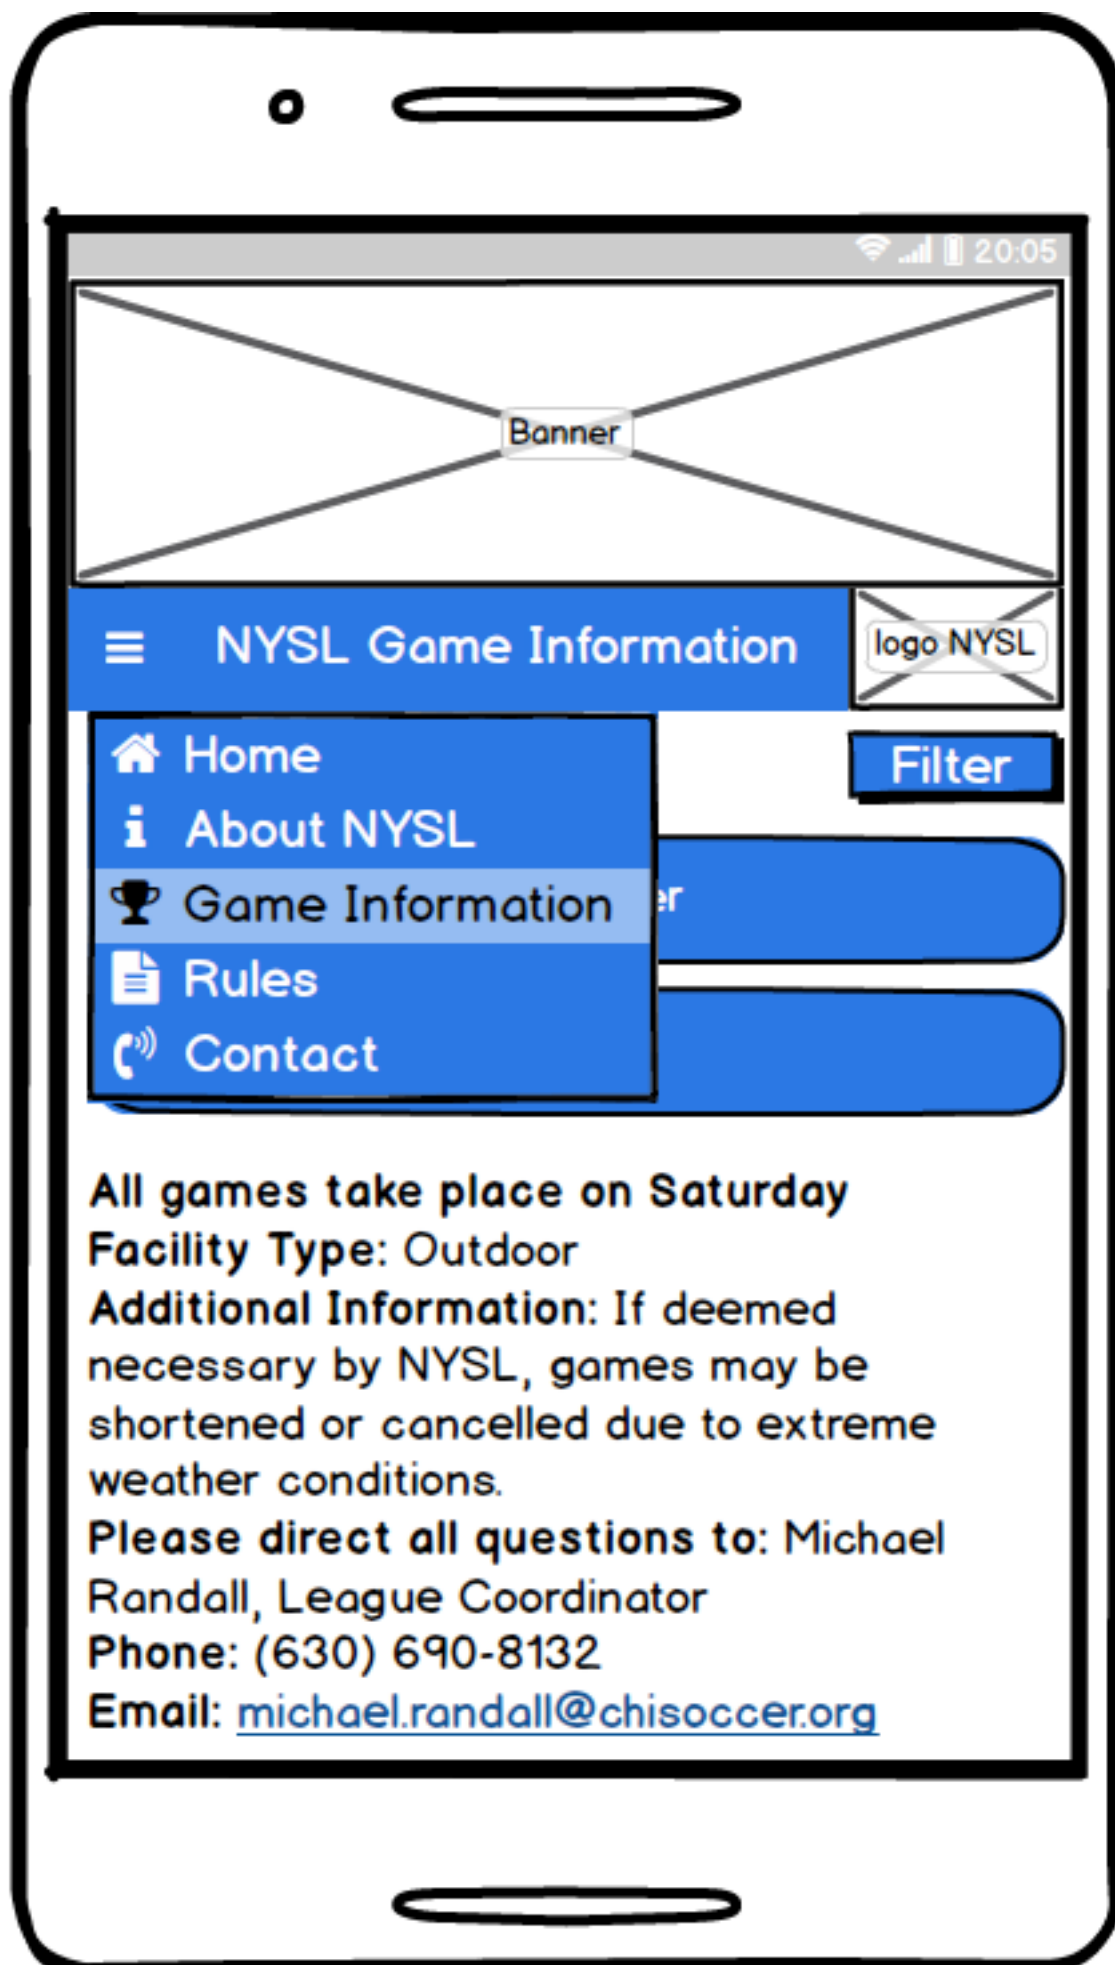 20:05
Banner
NYSL Game Information
logo NYSL
Home
Filter
About NYSL
Game Information
Rules
Contact
All games take place on Saturday
Facility Type: Outdoor
Additional Information: If deemed
necessary by NYSL, games may be
shortened or cancelled due to extreme
weather conditions.
Please direct all questions to: Michael
Randall, League Coordinator
Phone: (630) 690-8132
Email: michael.randall@chisoccer.org